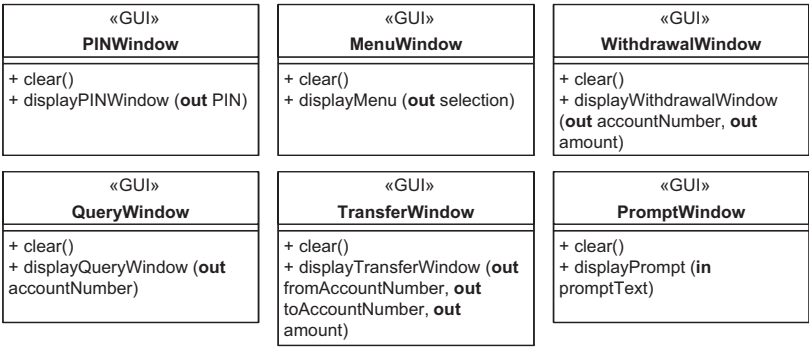 «GUI»
PINWindow
+ clear()
+ displayPINWindow (out PIN)
«GUI»
MenuWindow
+ clear()
+ displayMenu (out selection)
«GUI»
WithdrawalWindow
+ clear()
+ displayWithdrawalWindow
(out accountNumber, out
amount)
«GUI»
QueryWindow
+ clear()
+ displayQueryWindow (out
accountNumber)
«GUI»
TransferWindow
+ clear()
+ displayTransferWindow (out
fromAccountNumber, out
toAccountNumber, out
amount)
«GUI»
PromptWindow
+ clear()
+ displayPrompt (in
promptText)